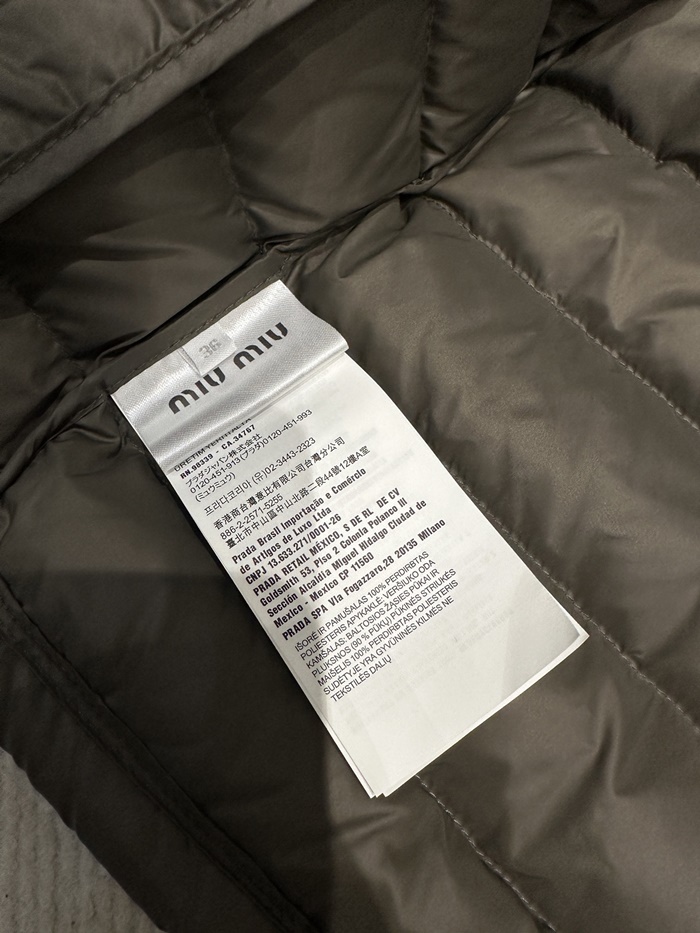 36
MIU MIU
RN.98339 - CA.34767
プラダジャパン株式会社
0120-451-913(プラダ)0120-451-993
(ミュウミュウ)
프라다코리아 (유)02-3443-2323
香港商台灣意比有限公司台灣分公司
886-2-2571-5255
臺北市中山區中山北路二段44號12樓A室
Prada Brasil Importação e Comércio
de Artigos de Luxo Ltda
CNPJ 13.633.271/0001-26
PRADA RETAIL MÉXICO, S DE RL DE CV
Goldsmith 53, Piso 2 Colonia Polanco III
Sección Alcaldía Miguel Hidalgo Ciudad de
Mexico - Mexico CP 11560
PRADA SPA Via Fogazzaro,28 20135 Milano
IŠORĖ IR PAMUŠALAS 100% PERDIRBTAS
POLIESTERIS APYKAKLĖ VERŠIUKO ODA
KAMŠALAS: BALTOSIOS ŽĄSIES PŪKAI IR
PLUKSNOS (90 % PŪKŲ) PŪKINĖS STRIUKĖS
MAIŠELIS 100% PERDIRBTAS POLIESTERIS
SUDĖTYJE YRA GYVŪNINĖS KILMĖS NE
TEKSTILĖS DALIŲ